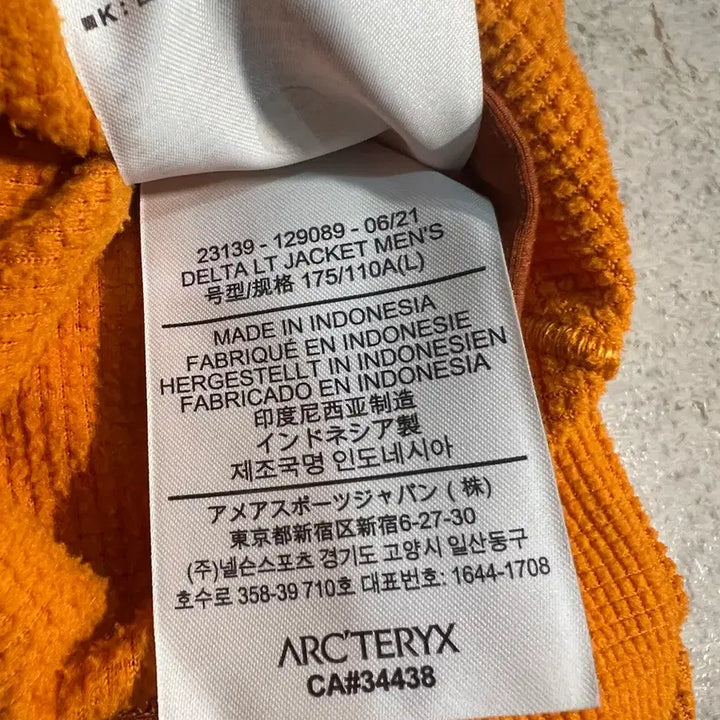 K:
23139 - 129089 - 06/21
DELTA LT JACKET MEN'S
号型/规格 175/110A(L)
MADE IN INDONESIA
FABRIQUÉ EN INDONESIE
HERGESTELLT IN INDONESIEN
FABRICADO EN INDONESIA
印度尼西亚制造
インドネシア製
제조국명 인도네시아
アメアスポーツジャパン (株)
東京都新宿区新宿6-27-30
(주)넬슨스포츠 경기도 고양시 일산동구
호수로 358-39 710호 대표번호: 1644-1708
ARC'TERYX
CA#34438